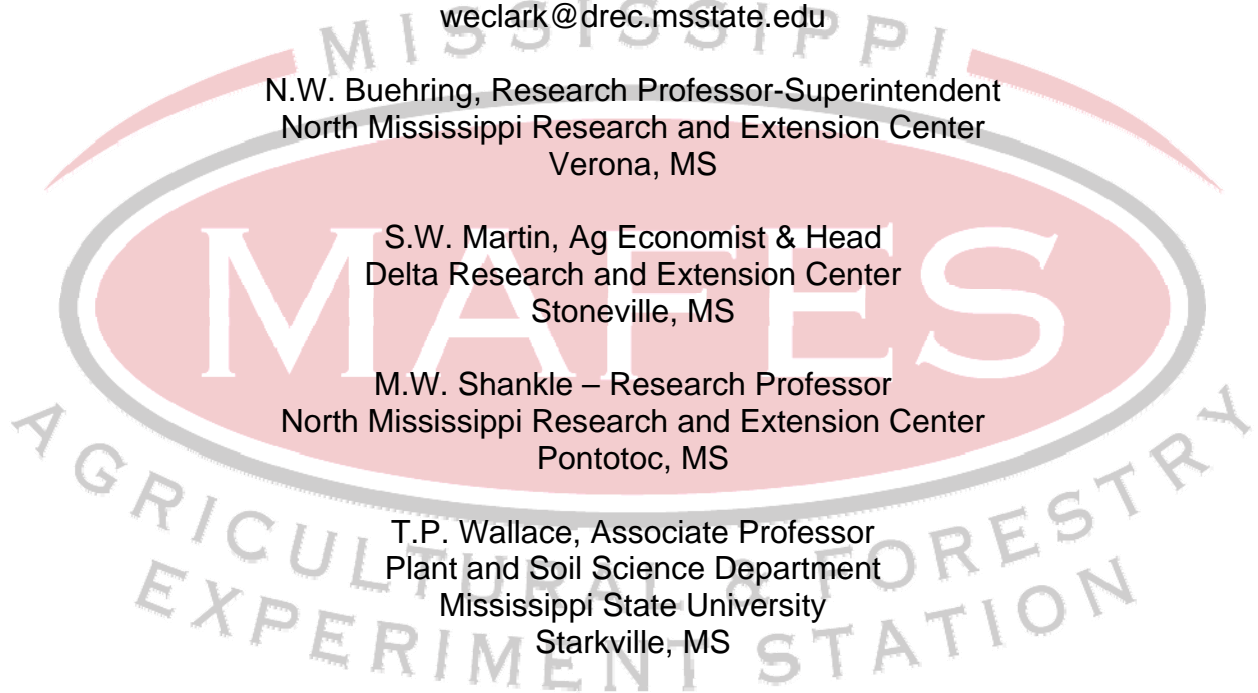 weclark@drec.msstate.edu
MISSISSIPPI
N.W. Buehring, Research Professor-Superintendent
North Mississippi Research and Extension Center
Verona, MS
S.W. Martin, Ag Economist & Head
Delta Research and Extension Center
Stoneville, MS
MAFES
M.W. Shankle – Research Professor
North Mississippi Research and Extension Center
Pontotoc, MS
T.P. Wallace, Associate Professor
Plant and Soil Science Department
Mississippi State University
Starkville, MS
AGRICULTURAL & FORESTRY
EXPERIMENT STATION